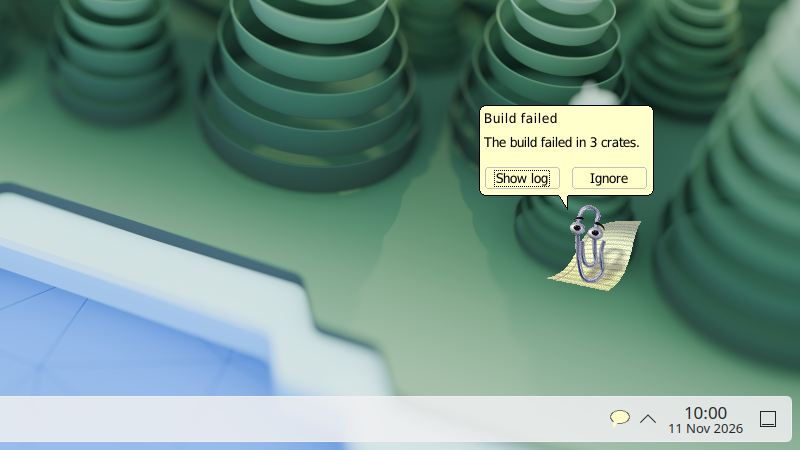 Build failed
The build failed in 3 crates.
Show log
Ignore
10:00
11 Nov 2026